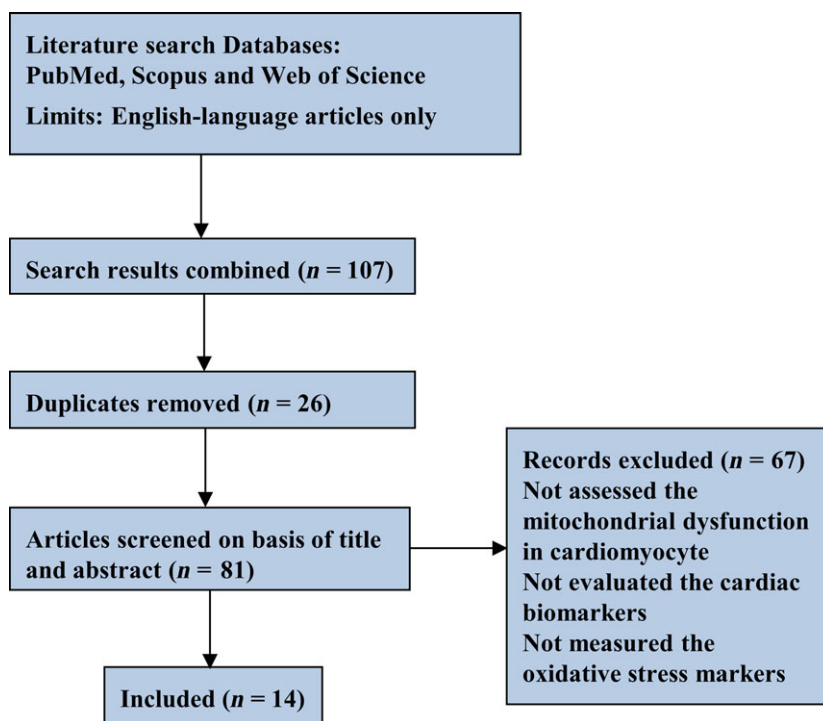 Literature search Databases:
PubMed, Scopus and Web of Science
Limits: English-language articles only
Search results combined (n = 107)
Duplicates removed (n = 26)
Articles screened on basis of title
and abstract (n = 81)
Records excluded (n = 67)
Not assessed the
mitochondrial dysfunction
in cardiomyocyte
Not evaluated the cardiac
biomarkers
Not measured the
oxidative stress markers
Included (n = 14)